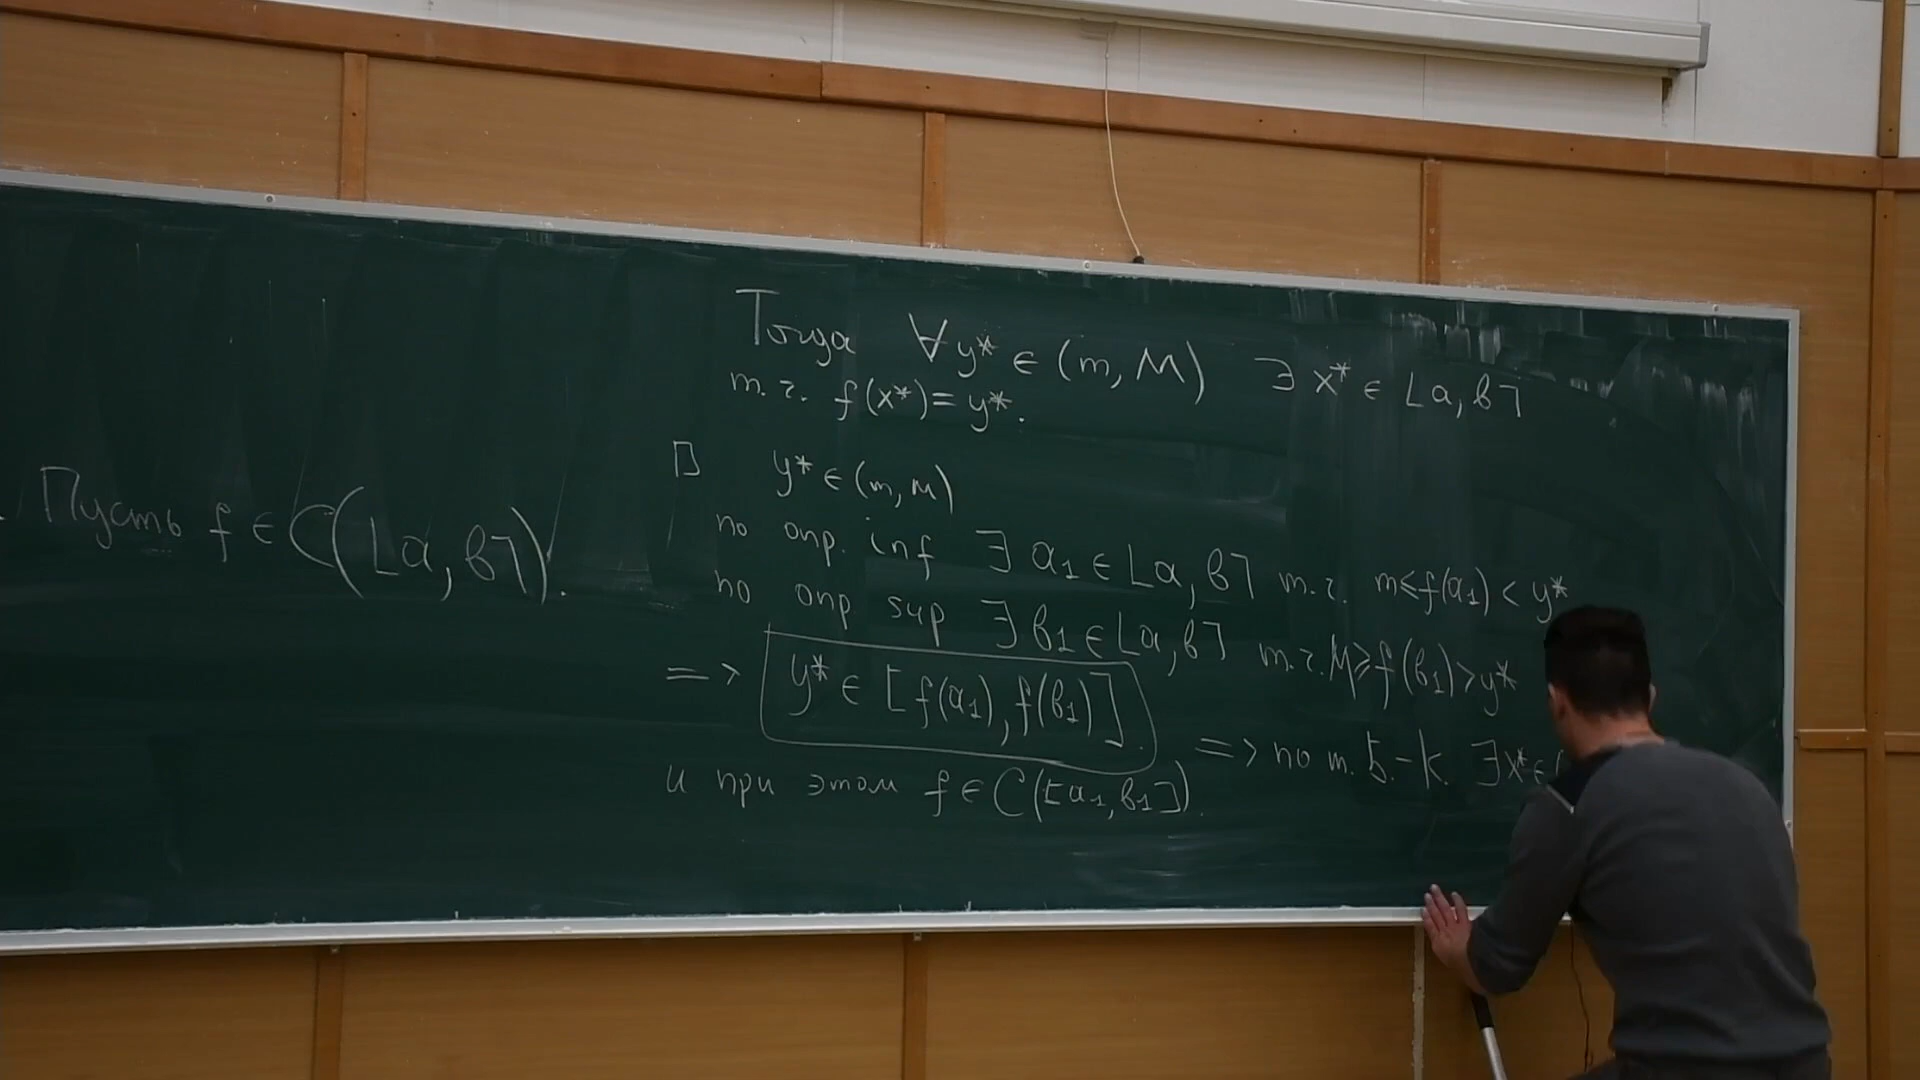 Пусть f ∈ C(⌊a, b⌉).
Тогда ∀ y* ∈ (m, M) ∃ x* ∈ ⌊a, b⌉
т.ч. f(x*) = y*.
y* ∈ (m, M)
по опр. inf ∃ a₁ ∈ ⌊a, b⌉ т.ч. m ≤ f(a₁) < y*
по опр. sup ∃ b₁ ∈ ⌊a, b⌉ т.ч. M ≥ f(b₁) > y*
=> y* ∈ [f(a₁), f(b₁)].
и при этом f ∈ C([a₁, b₁]). => по т. Б.-К. ∃ x* ∈